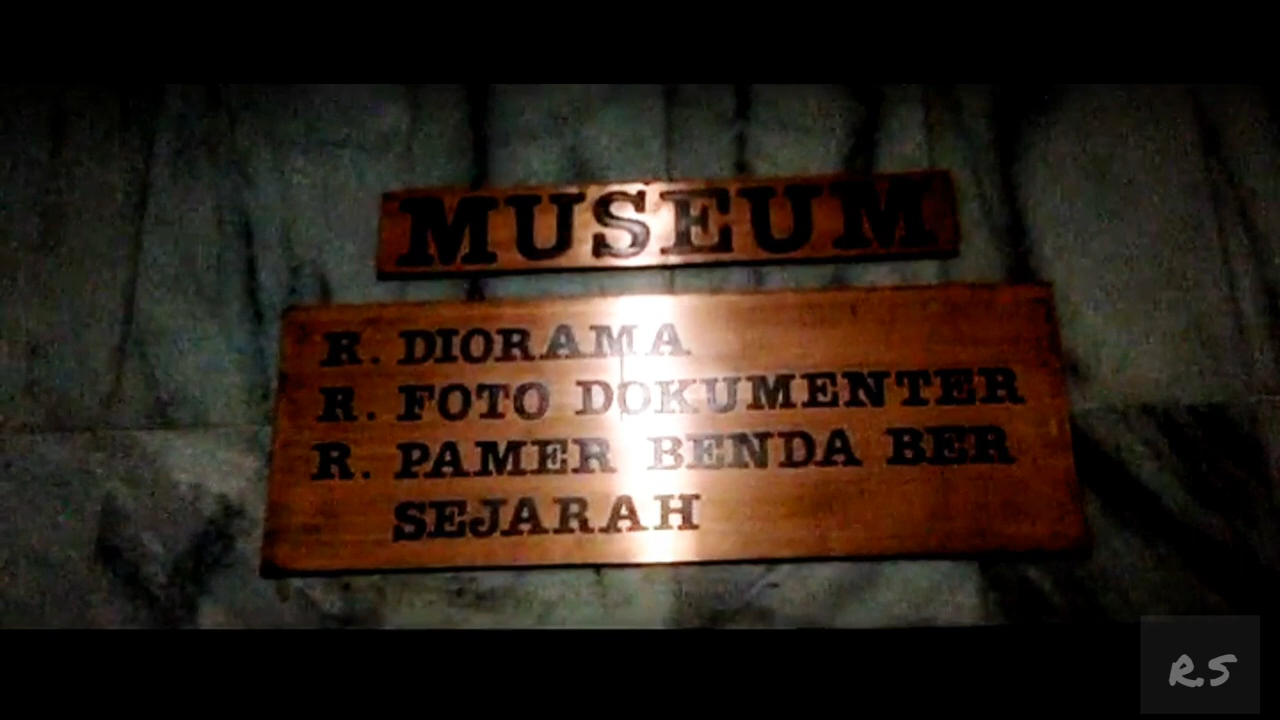 MUSEUM
R. DIORAMA
R. FOTO DOKUMENTER
R. PAMER BENDA BER
SEJARAH
R.S